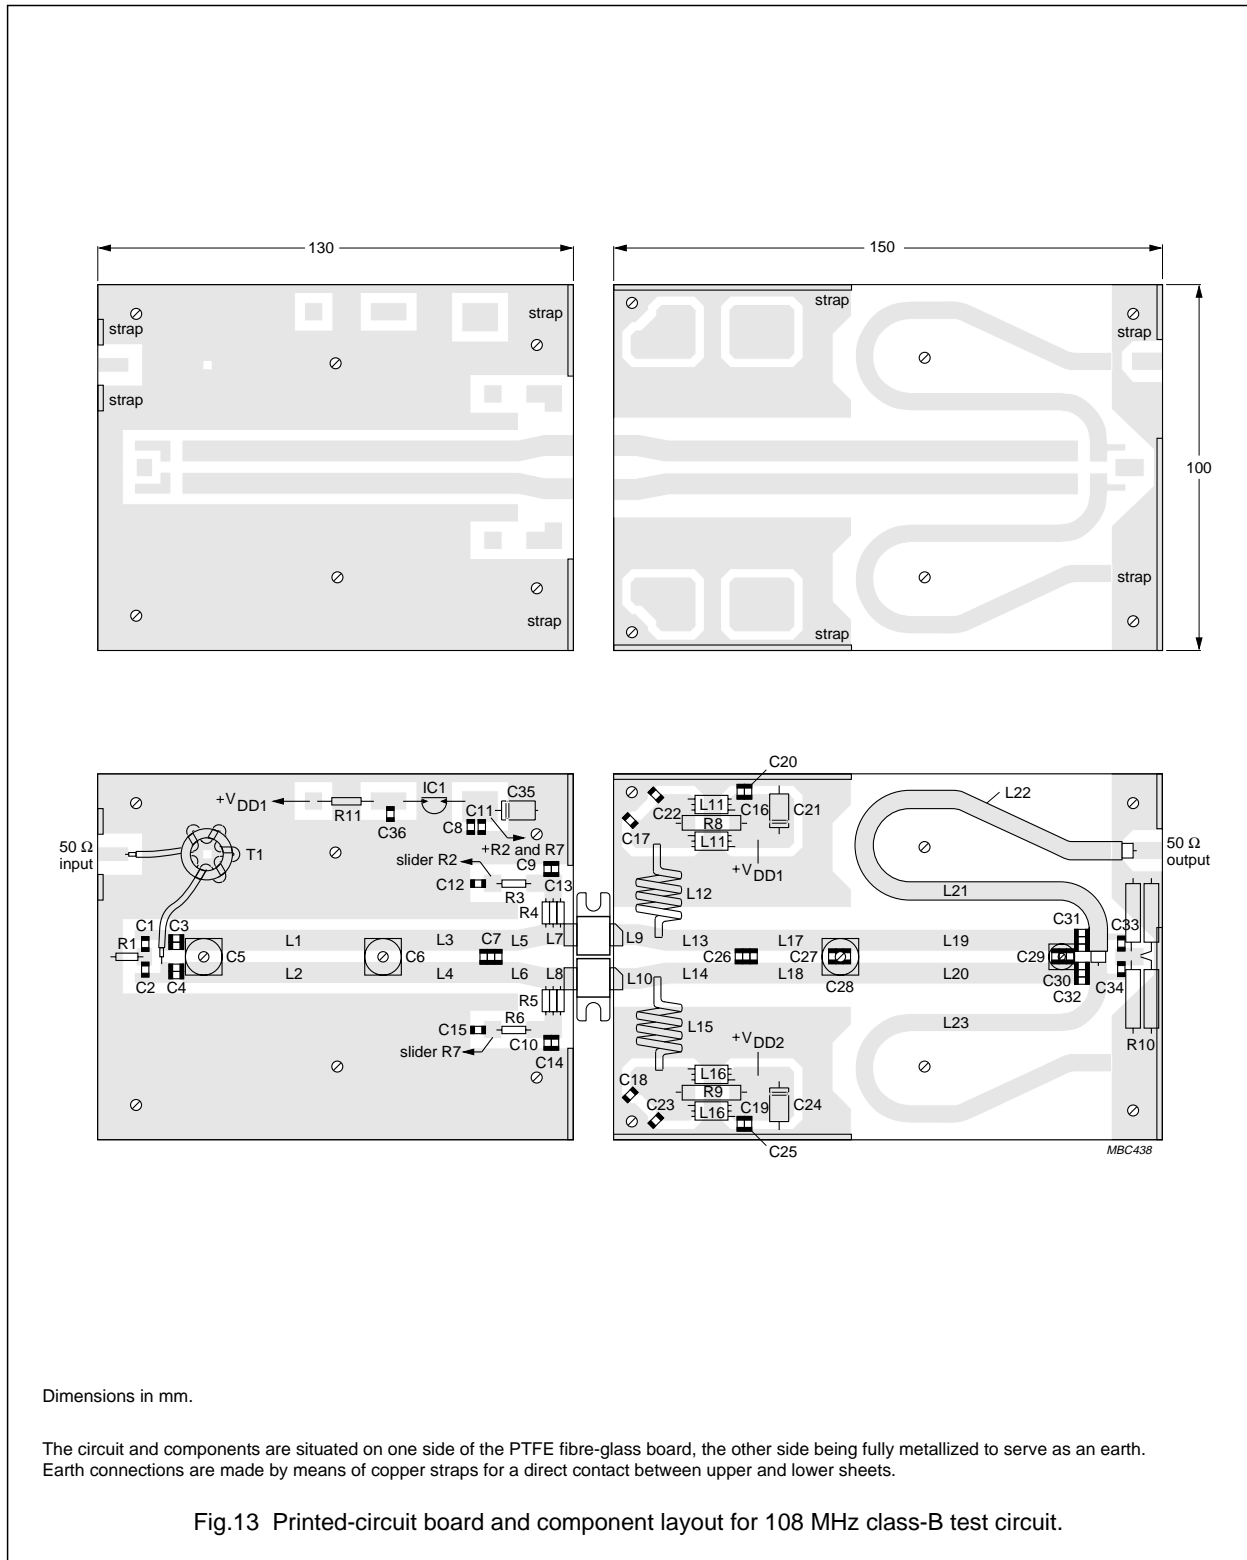 130
150
100
strap
strap
strap
strap
strap
strap
strap
strap
strap
50 Ω
input
+VDD1
R11
IC1
C36
C35
C8
C11
+R2 and R7
slider R2
C9
C12
R3
C13
R4
T1
C1
C3
R1
C2
C4
C5
L1
L2
C6
L3
L4
C7
L5
L6
L7
L8
R5
R6
C15
slider R7
C10
C14
C20
C22
C17
L11
R8
L11
C16
C21
+VDD1
L12
L9
L10
L13
L14
C26
L17
L18
C27
C28
L15
+VDD2
C18
C23
L16
R9
L16
C19
C24
C25
L22
L21
50 Ω
output
C31
C33
L19
L20
C29
C30
C32
C34
L23
R10
MBC438
Dimensions in mm.
The circuit and components are situated on one side of the PTFE fibre-glass board, the other side being fully metallized to serve as an earth.
Earth connections are made by means of copper straps for a direct contact between upper and lower sheets.
Fig.13 Printed-circuit board and component layout for 108 MHz class-B test circuit.